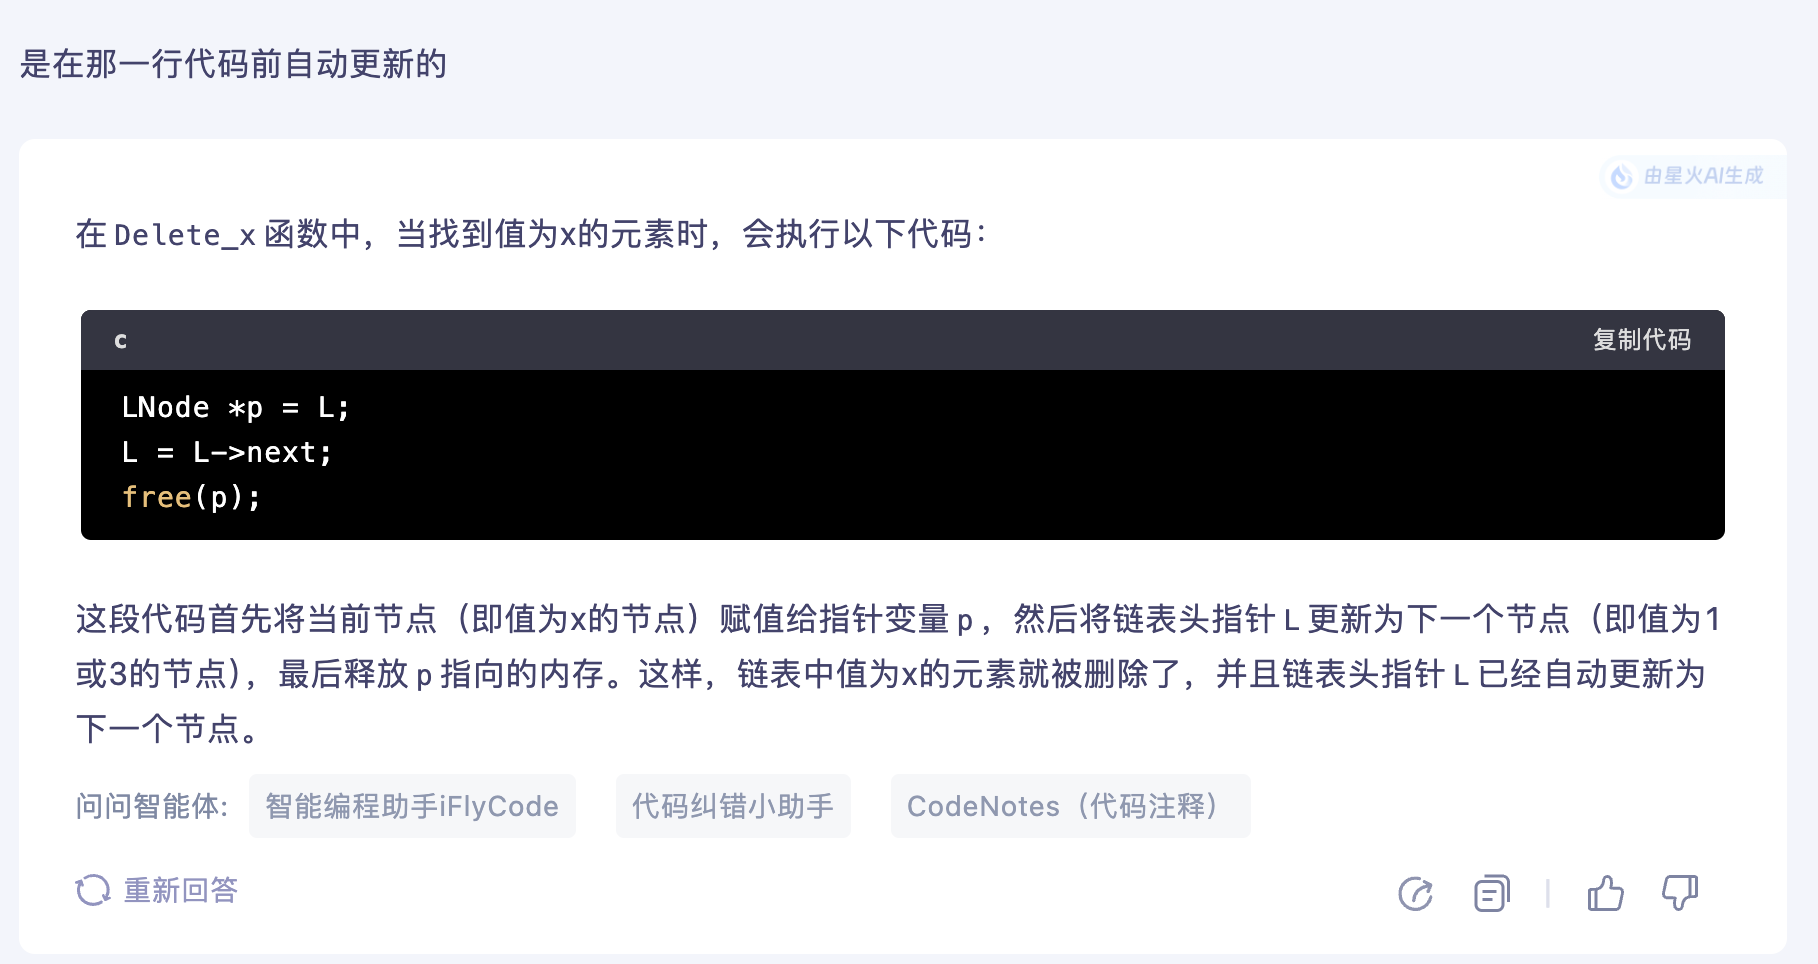 是在那一行代码前自动更新的
由星火AI生成
在 Delete_x 函数中，当找到值为x的元素时，会执行以下代码：
c
复制代码
LNode *p = L;
L = L->next;
free(p);
这段代码首先将当前节点（即值为x的节点）赋值给指针变量 p ，然后将链表头指针 L 更新为下一个节点（即值为1
或3的节点），最后释放 p 指向的内存。这样，链表中值为x的元素就被删除了，并且链表头指针 L 已经自动更新为
下一个节点。
问问智能体: 智能编程助手iFlyCode 代码纠错小助手 CodeNotes（代码注释）
重新回答